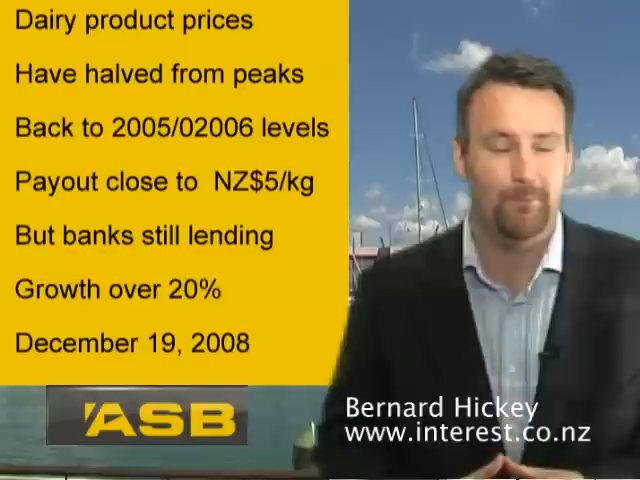 Dairy product prices
Have halved from peaks
Back to 2005/02006 levels
Payout close to NZ$5/kg
But banks still lending
Growth over 20%
December 19, 2008
ASB
Bernard Hickey
www.interest.co.nz